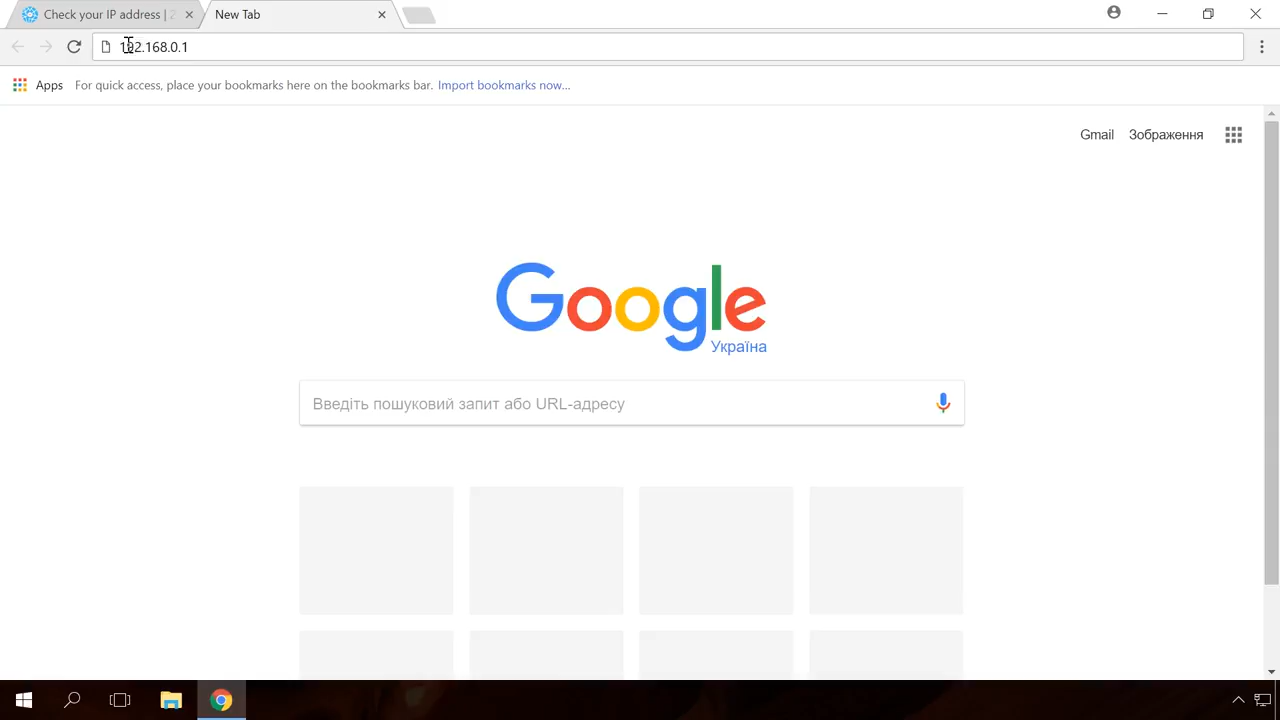 Check your IP address | 2
New Tab
192.168.0.1
Apps
For quick access, place your bookmarks here on the bookmarks bar. Import bookmarks now...
Gmail
Зображення
Google
Україна
Введіть пошуковий запит або URL-адресу